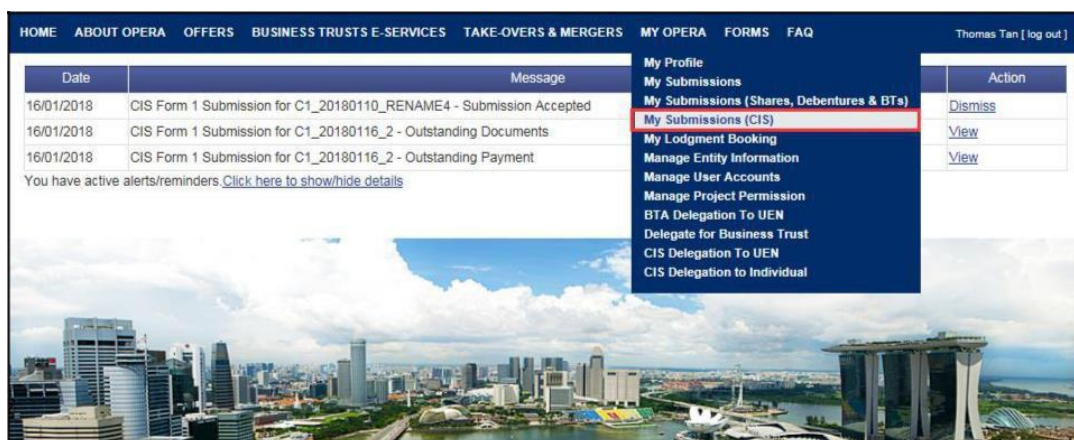 HOME ABOUT OPERA OFFERS BUSINESS TRUSTS E-SERVICES TAKE-OVERS & MERGERS MY OPERA FORMS FAQ Thomas Tan [ log out ]
Date Message Action
16/01/2018 CIS Form 1 Submission for C1_20180110_RENAME4 - Submission Accepted Dismiss
16/01/2018 CIS Form 1 Submission for C1_20180116_2 - Outstanding Documents View
16/01/2018 CIS Form 1 Submission for C1_20180116_2 - Outstanding Payment View
You have active alerts/reminders.Click here to show/hide details
My Profile
My Submissions
My Submissions (Shares, Debentures & BTs)
My Submissions (CIS)
My Lodgment Booking
Manage Entity Information
Manage User Accounts
Manage Project Permission
BTA Delegation To UEN
Delegate for Business Trust
CIS Delegation To UEN
CIS Delegation to Individual